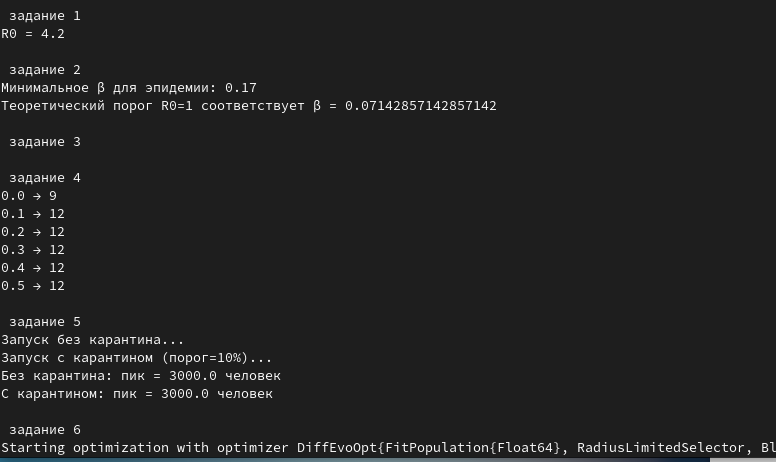 задание 1
R0 = 4.2
задание 2
Минимальное β для эпидемии: 0.17
Теоретический порог R0=1 соответствует β = 0.07142857142857142
задание 3
задание 4
0.0 → 9
0.1 → 12
0.2 → 12
0.3 → 12
0.4 → 12
0.5 → 12
задание 5
Запуск без карантина...
Запуск с карантином (порог=10%)...
Без карантина: пик = 3000.0 человек
С карантином: пик = 3000.0 человек
задание 6
Starting optimization with optimizer DiffEvoOpt{FitPopulation{Float64}, RadiusLimitedSelector, Bl